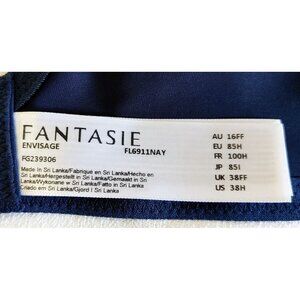 FANTASIE
ENVISAGE
FL6911NAY
FG239306
Made in Sri Lanka/Fabriqué en Sri Lanka/Hecho en
Sri Lanka/Hergestellt in Sri Lanka/Gemaakt in Sri
Lanka/Wykonane w Sri Lanka/Fatto in Sri Lanka/
Criado em Sri Lanka/Gjord i Sri Lanka
AU 16FF
EU 85H
FR 100H
JP 85I
UK 38FF
US 38H